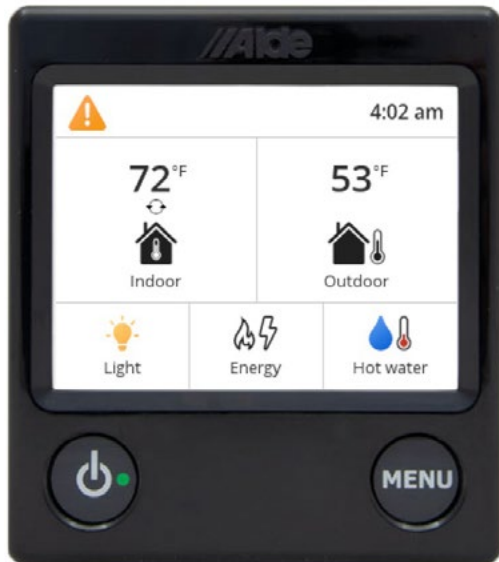 Alde
4:02 am
72°F
53°F
Indoor
Outdoor
Light
Energy
Hot water
MENU